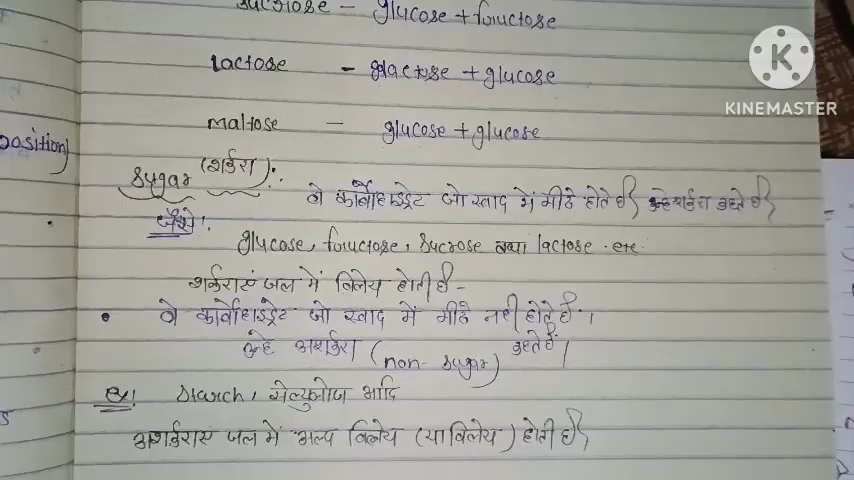 sucrose - glucose + fructose
lactose - galactose + glucose
maltose - glucose + glucose
position)
Sugar (शर्करा):
वे कार्बोहाइड्रेट जो स्वाद में मीठे होते हैं उन्हे शर्करा कहते है
जैसे:
glucose, fructose, sucrose तथा lactose etc
शर्कराएं जल में विलेय होती है -
• वे कार्बोहाइड्रेट जो स्वाद में मीठे नही होते है।
उन्हे अशर्करा (non-sugar) कहते हैं।
Ex! starch, सेल्युलोज आदि
अशर्कराएं जल में अल्प विलेय (या विलेय) होती है
KINEMASTER